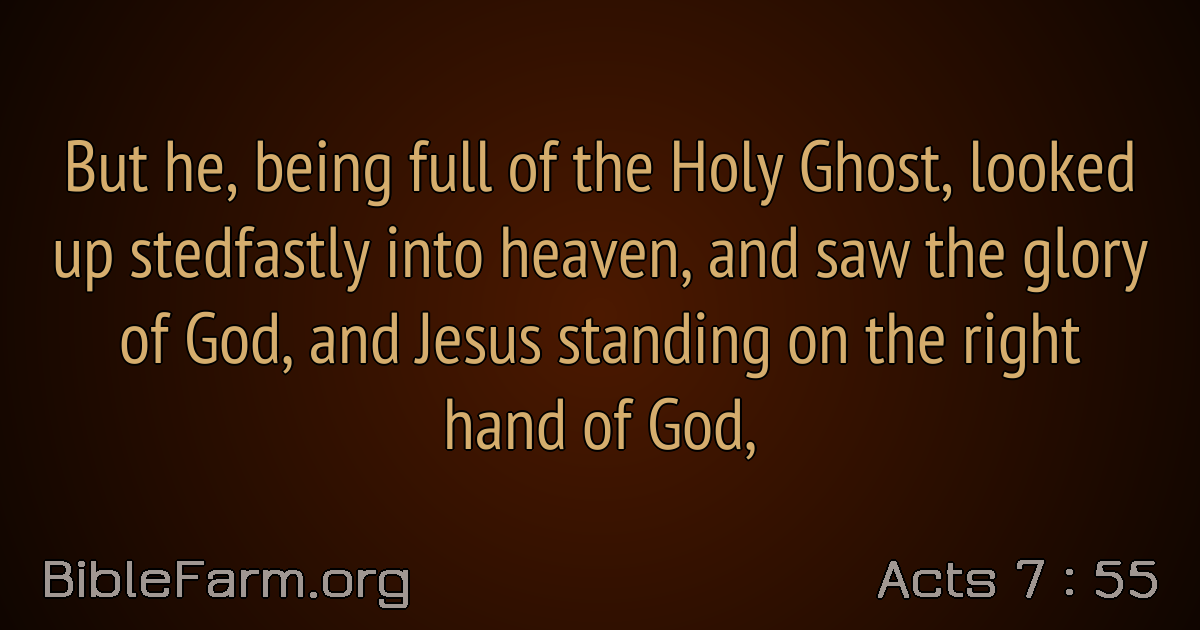 But he, being full of the Holy Ghost, looked
up stedfastly into heaven, and saw the glory
of God, and Jesus standing on the right
hand of God,
BibleFarm.org
Acts 7 : 55